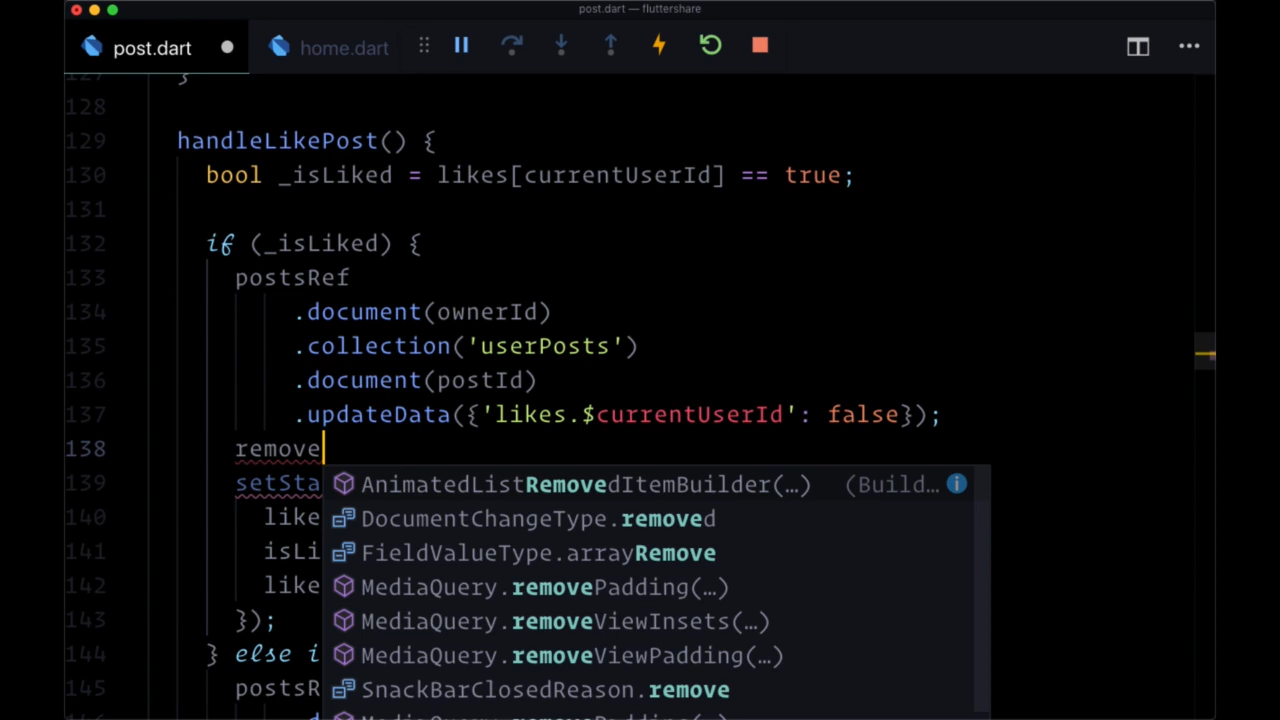 post.dart — fluttershare
post.dart home.dart
127 }
128
129 handleLikePost() {
130 bool _isLiked = likes[currentUserId] == true;
131
132 if (_isLiked) {
133 postsRef
134 .document(ownerId)
135 .collection('userPosts')
136 .document(postId)
137 .updateData({'likes.$currentUserId': false});
138 remove
139 setSta AnimatedListRemovedItemBuilder(…) (Build…
140 like DocumentChangeType.removed
141 isLi FieldValueType.arrayRemove
142 like MediaQuery.removePadding(…)
143 }); MediaQuery.removeViewInsets(…)
144 } else i MediaQuery.removeViewPadding(…)
145 postsR SnackBarClosedReason.remove